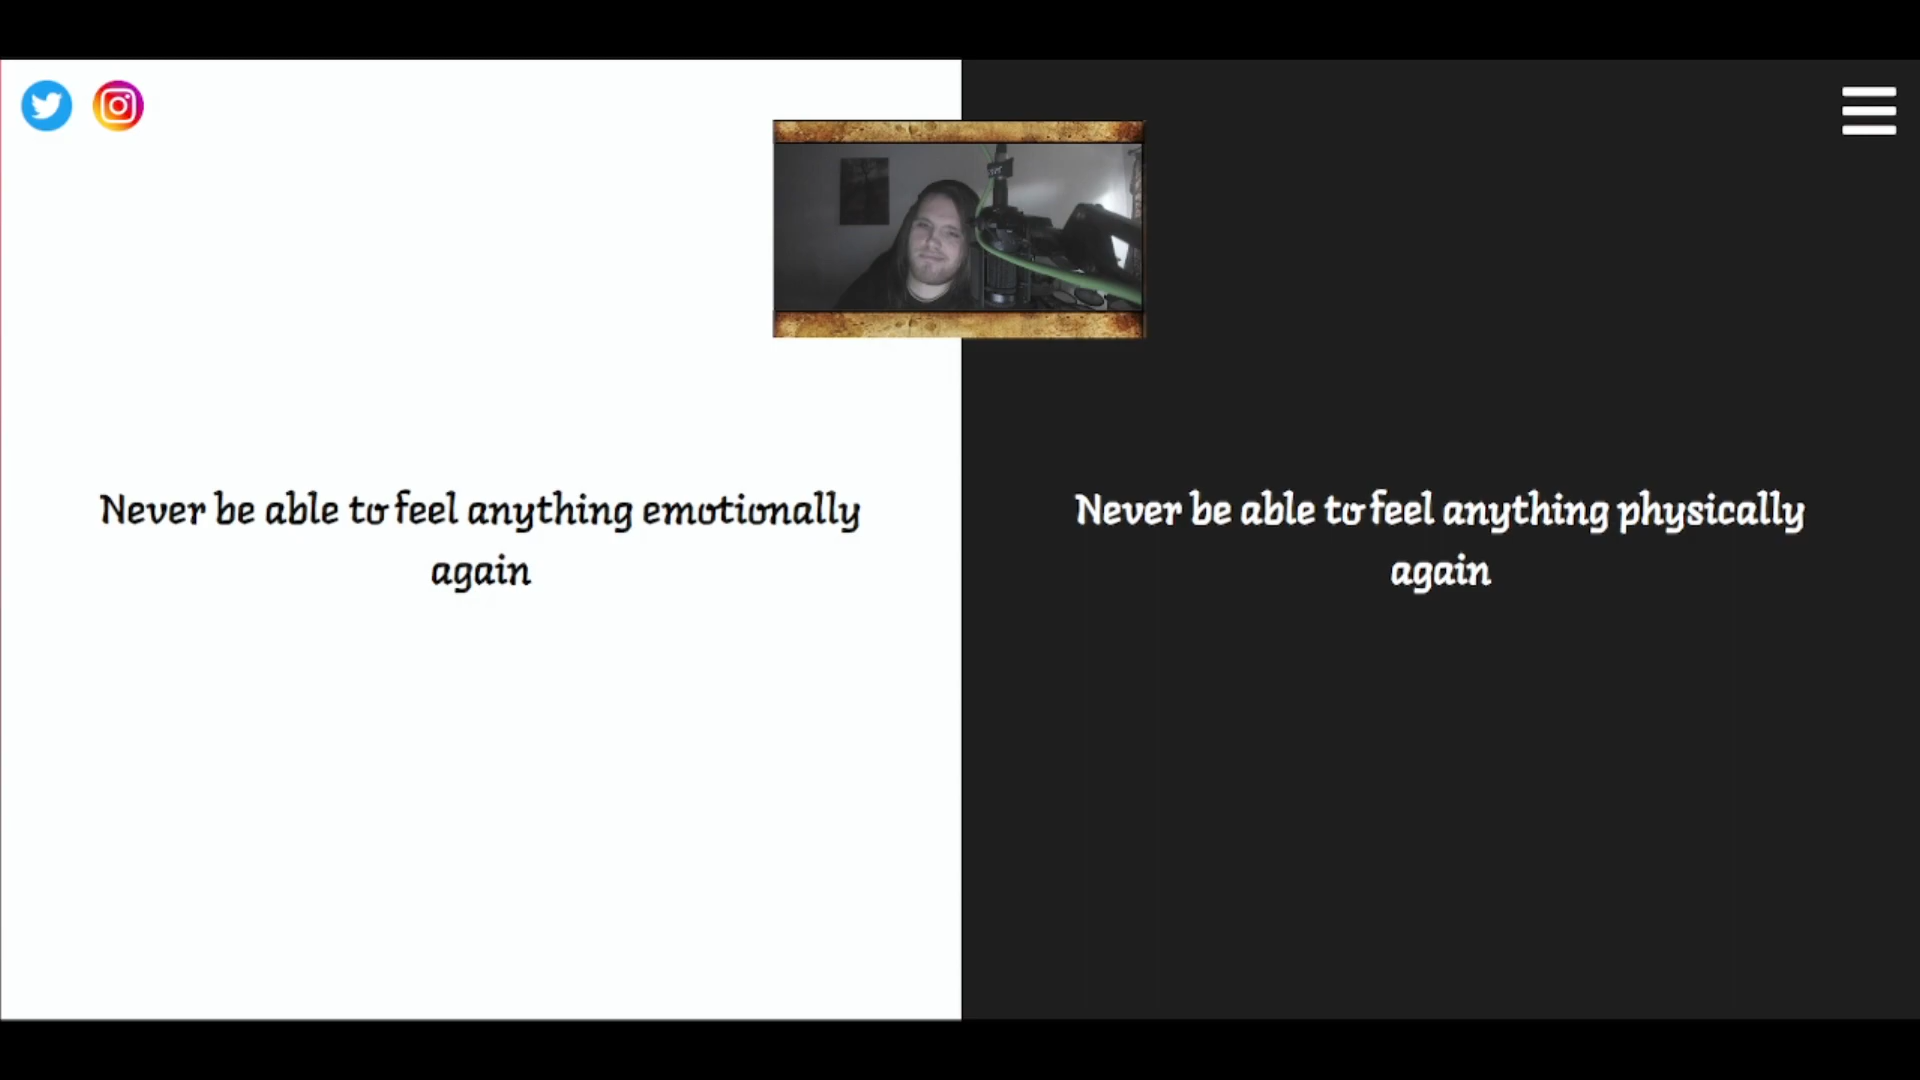 Never be able to feel anything emotionally
again
Never be able to feel anything physically
again